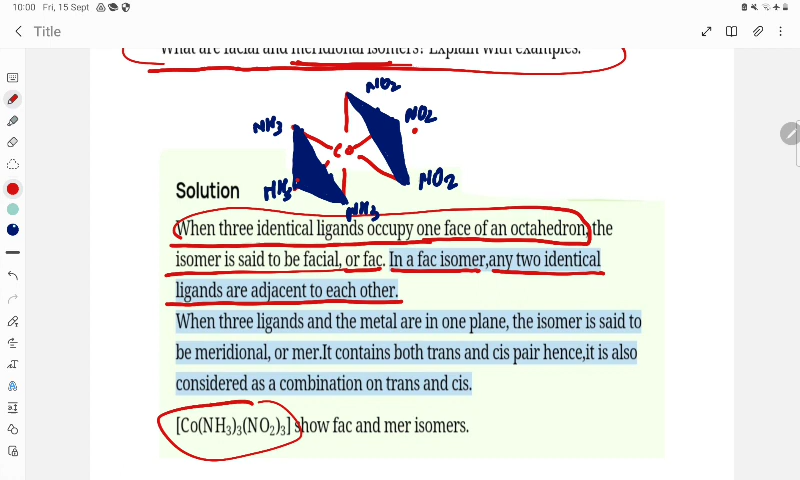 10:00 Fri, 15 Sept
Title
What are facial and meridional isomers? Explain with examples.
NO2
NO2
NH3
Co
NH3
NO2
NH3
Solution
When three identical ligands occupy one face of an octahedron, the
isomer is said to be facial, or fac. In a fac isomer,any two identical
ligands are adjacent to each other.
When three ligands and the metal are in one plane, the isomer is said to
be meridional, or mer.It contains both trans and cis pair hence,it is also
considered as a combination on trans and cis.
[Co(NH₃)₃(NO₂)₃] show fac and mer isomers.